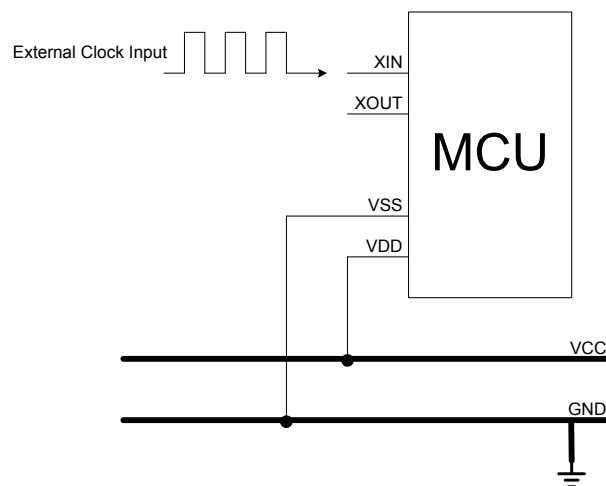 External Clock Input
XIN
XOUT
MCU
VSS
VDD
VCC
GND